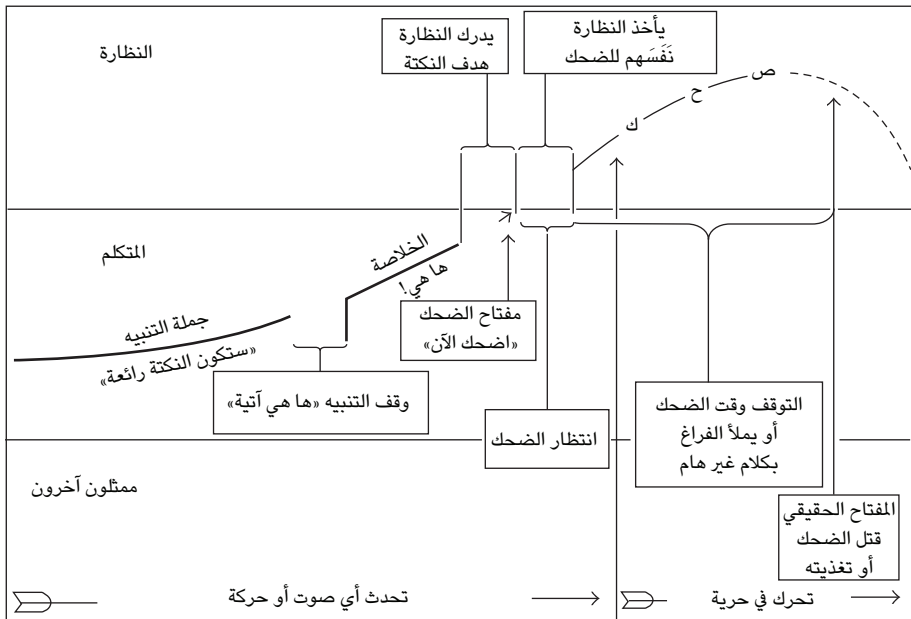 النظارة
يدرك النظارة
هدف النكتة
يأخذ النظارة
نَفَسَهم للضحك
ص ح ك
المتكلم
جملة التنبيه
«ستكون النكتة رائعة»
وقف التنبيه «ها هي آتية»
الخلاصة
ها هي!
مفتاح الضحك
«اضحك الآن»
انتظار الضحك
التوقف وقت الضحك
أو يملأ الفراغ
بكلام غير هام
المفتاح الحقيقي
قتل الضحك
أو تغذيته
ممثلون آخرون
تحدث أي صوت أو حركة
تحرك في حرية